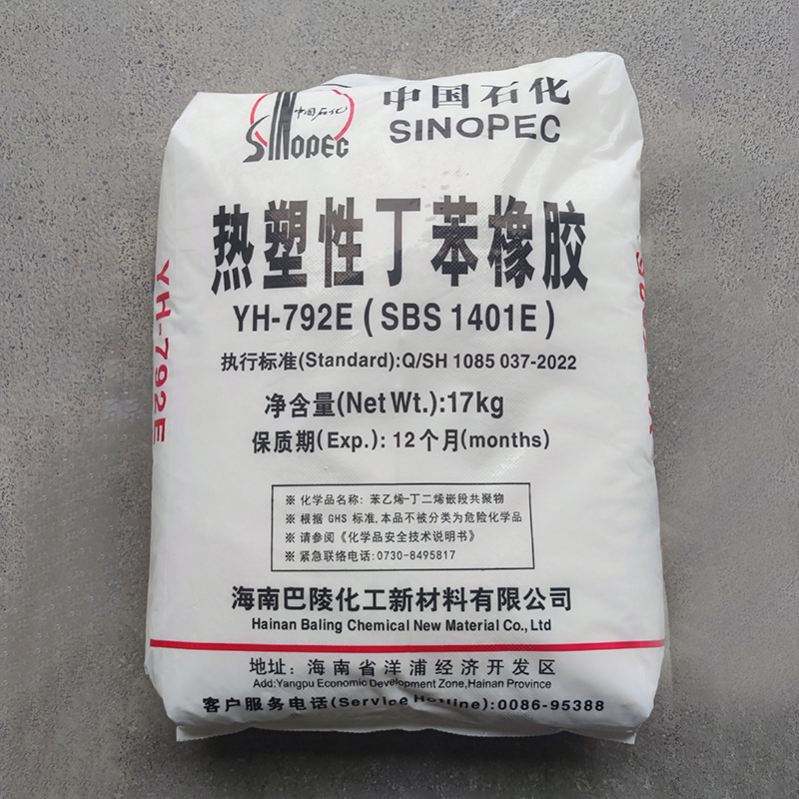 中国石化
SINOPEC
中国石化
SINOPEC
热塑性丁苯橡胶
YH-792E(SBS 1401E)
执行标准(Standard):Q/SH 1085 037-2022
净含量(Net Wt.):17kg
保质期(Exp.): 12个月(months)
※ 化学品名称: 苯乙烯-丁二烯嵌段共聚物
※ 根据 GHS 标准,本品不被分类为危险化学品
※ 请参阅《化学品安全技术说明书》
※ 紧急联络电话:0730-8495817
海南巴陵化工新材料有限公司
Hainan Baling Chemical New Material Co., Ltd
地址: 海南省洋浦经济开发区
Add:Yangpu Economic Development Zone,Hainan Province
客户服务电话(Service Hotline):0086-95388
YH-792E